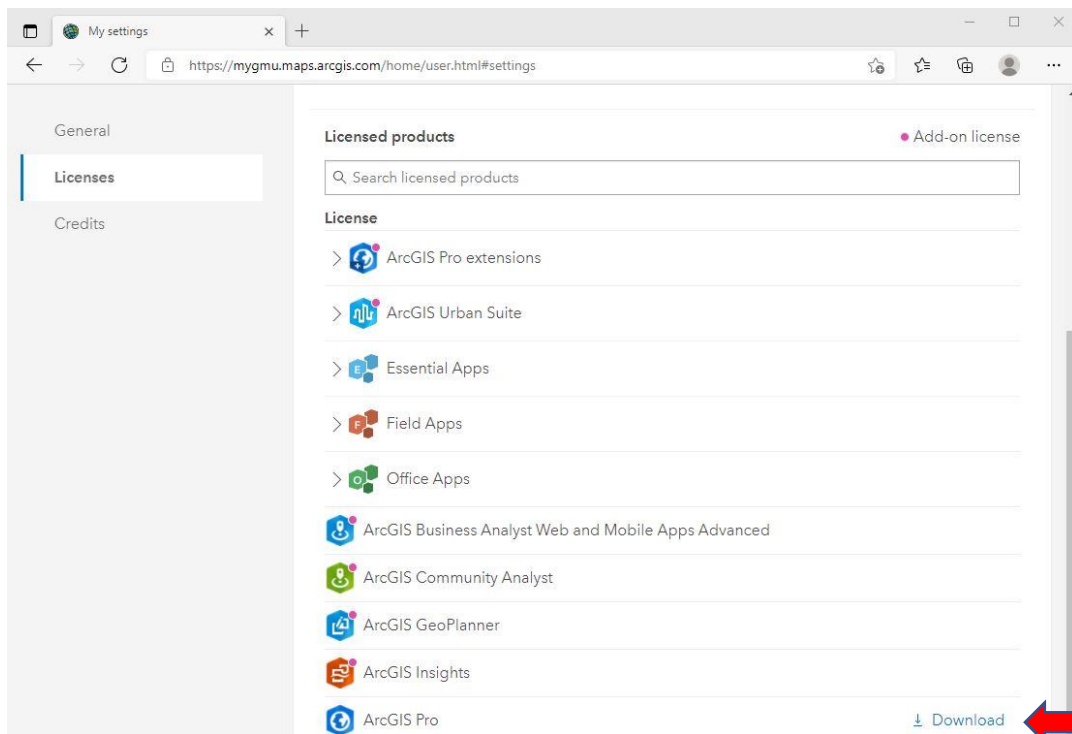 My settings
https://mygmu.maps.arcgis.com/home/user.html#settings
General
Licenses
Credits
Licensed products
Add-on license
Search licensed products
License
ArcGIS Pro extensions
ArcGIS Urban Suite
E Essential Apps
F Field Apps
O Office Apps
ArcGIS Business Analyst Web and Mobile Apps Advanced
ArcGIS Community Analyst
ArcGIS GeoPlanner
ArcGIS Insights
ArcGIS Pro Download